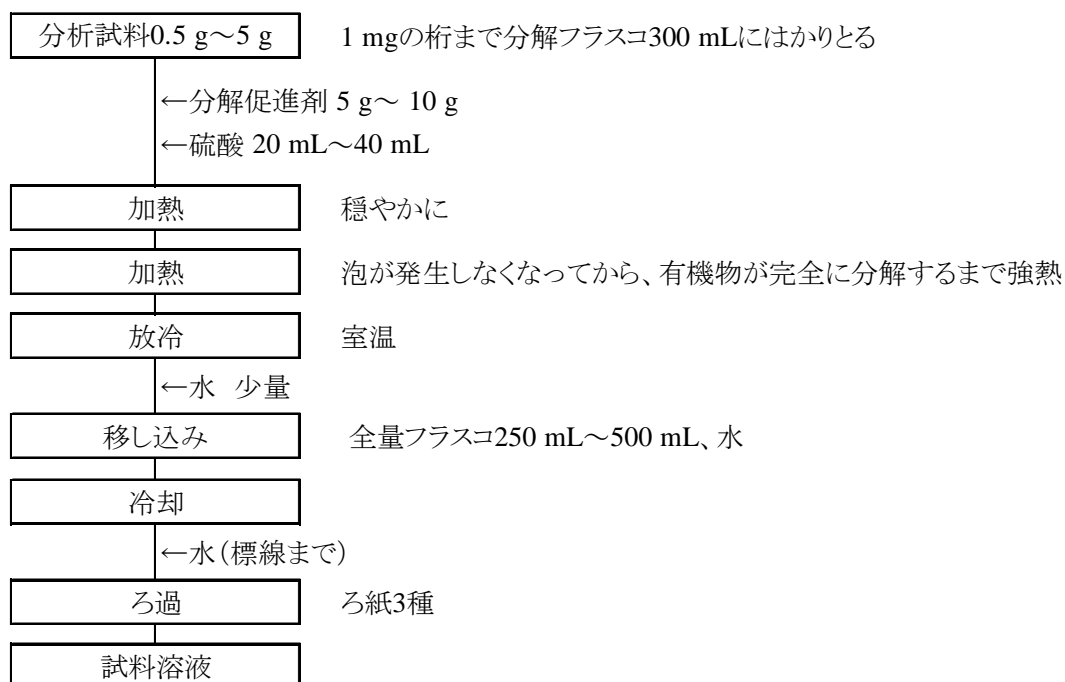 分析試料0.5 g～5 g　1 mgの桁まで分解フラスコ300 mLにはかりとる
←分解促進剤 5 g～ 10 g
←硫酸 20 mL～40 mL
加熱　穏やかに
加熱　泡が発生しなくなってから、有機物が完全に分解するまで強熱
放冷　室温
←水　少量
移し込み　全量フラスコ250 mL～500 mL、水
冷却
←水（標線まで）
ろ過　ろ紙3種
試料溶液